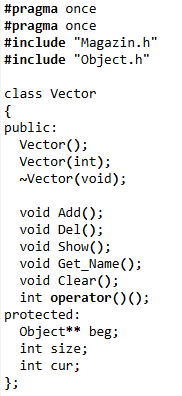 #pragma once
#pragma once
#include "Magazin.h"
#include "Object.h"
class Vector
{
public:
Vector();
Vector(int);
~Vector(void);
void Add();
void Del();
void Show();
void Get_Name();
void Clear();
int operator()();
protected:
Object** beg;
int size;
int cur;
};